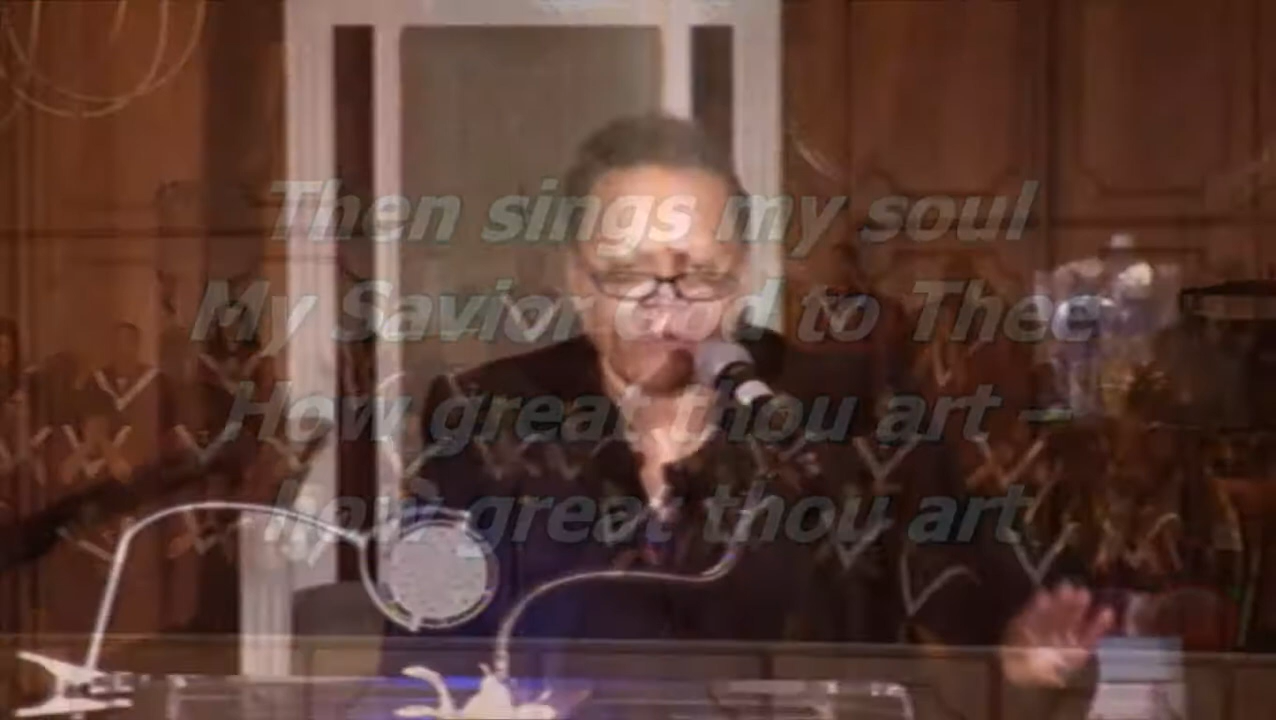 Then sings my soul
My Savior God to Thee
How great thou art –
how great thou art